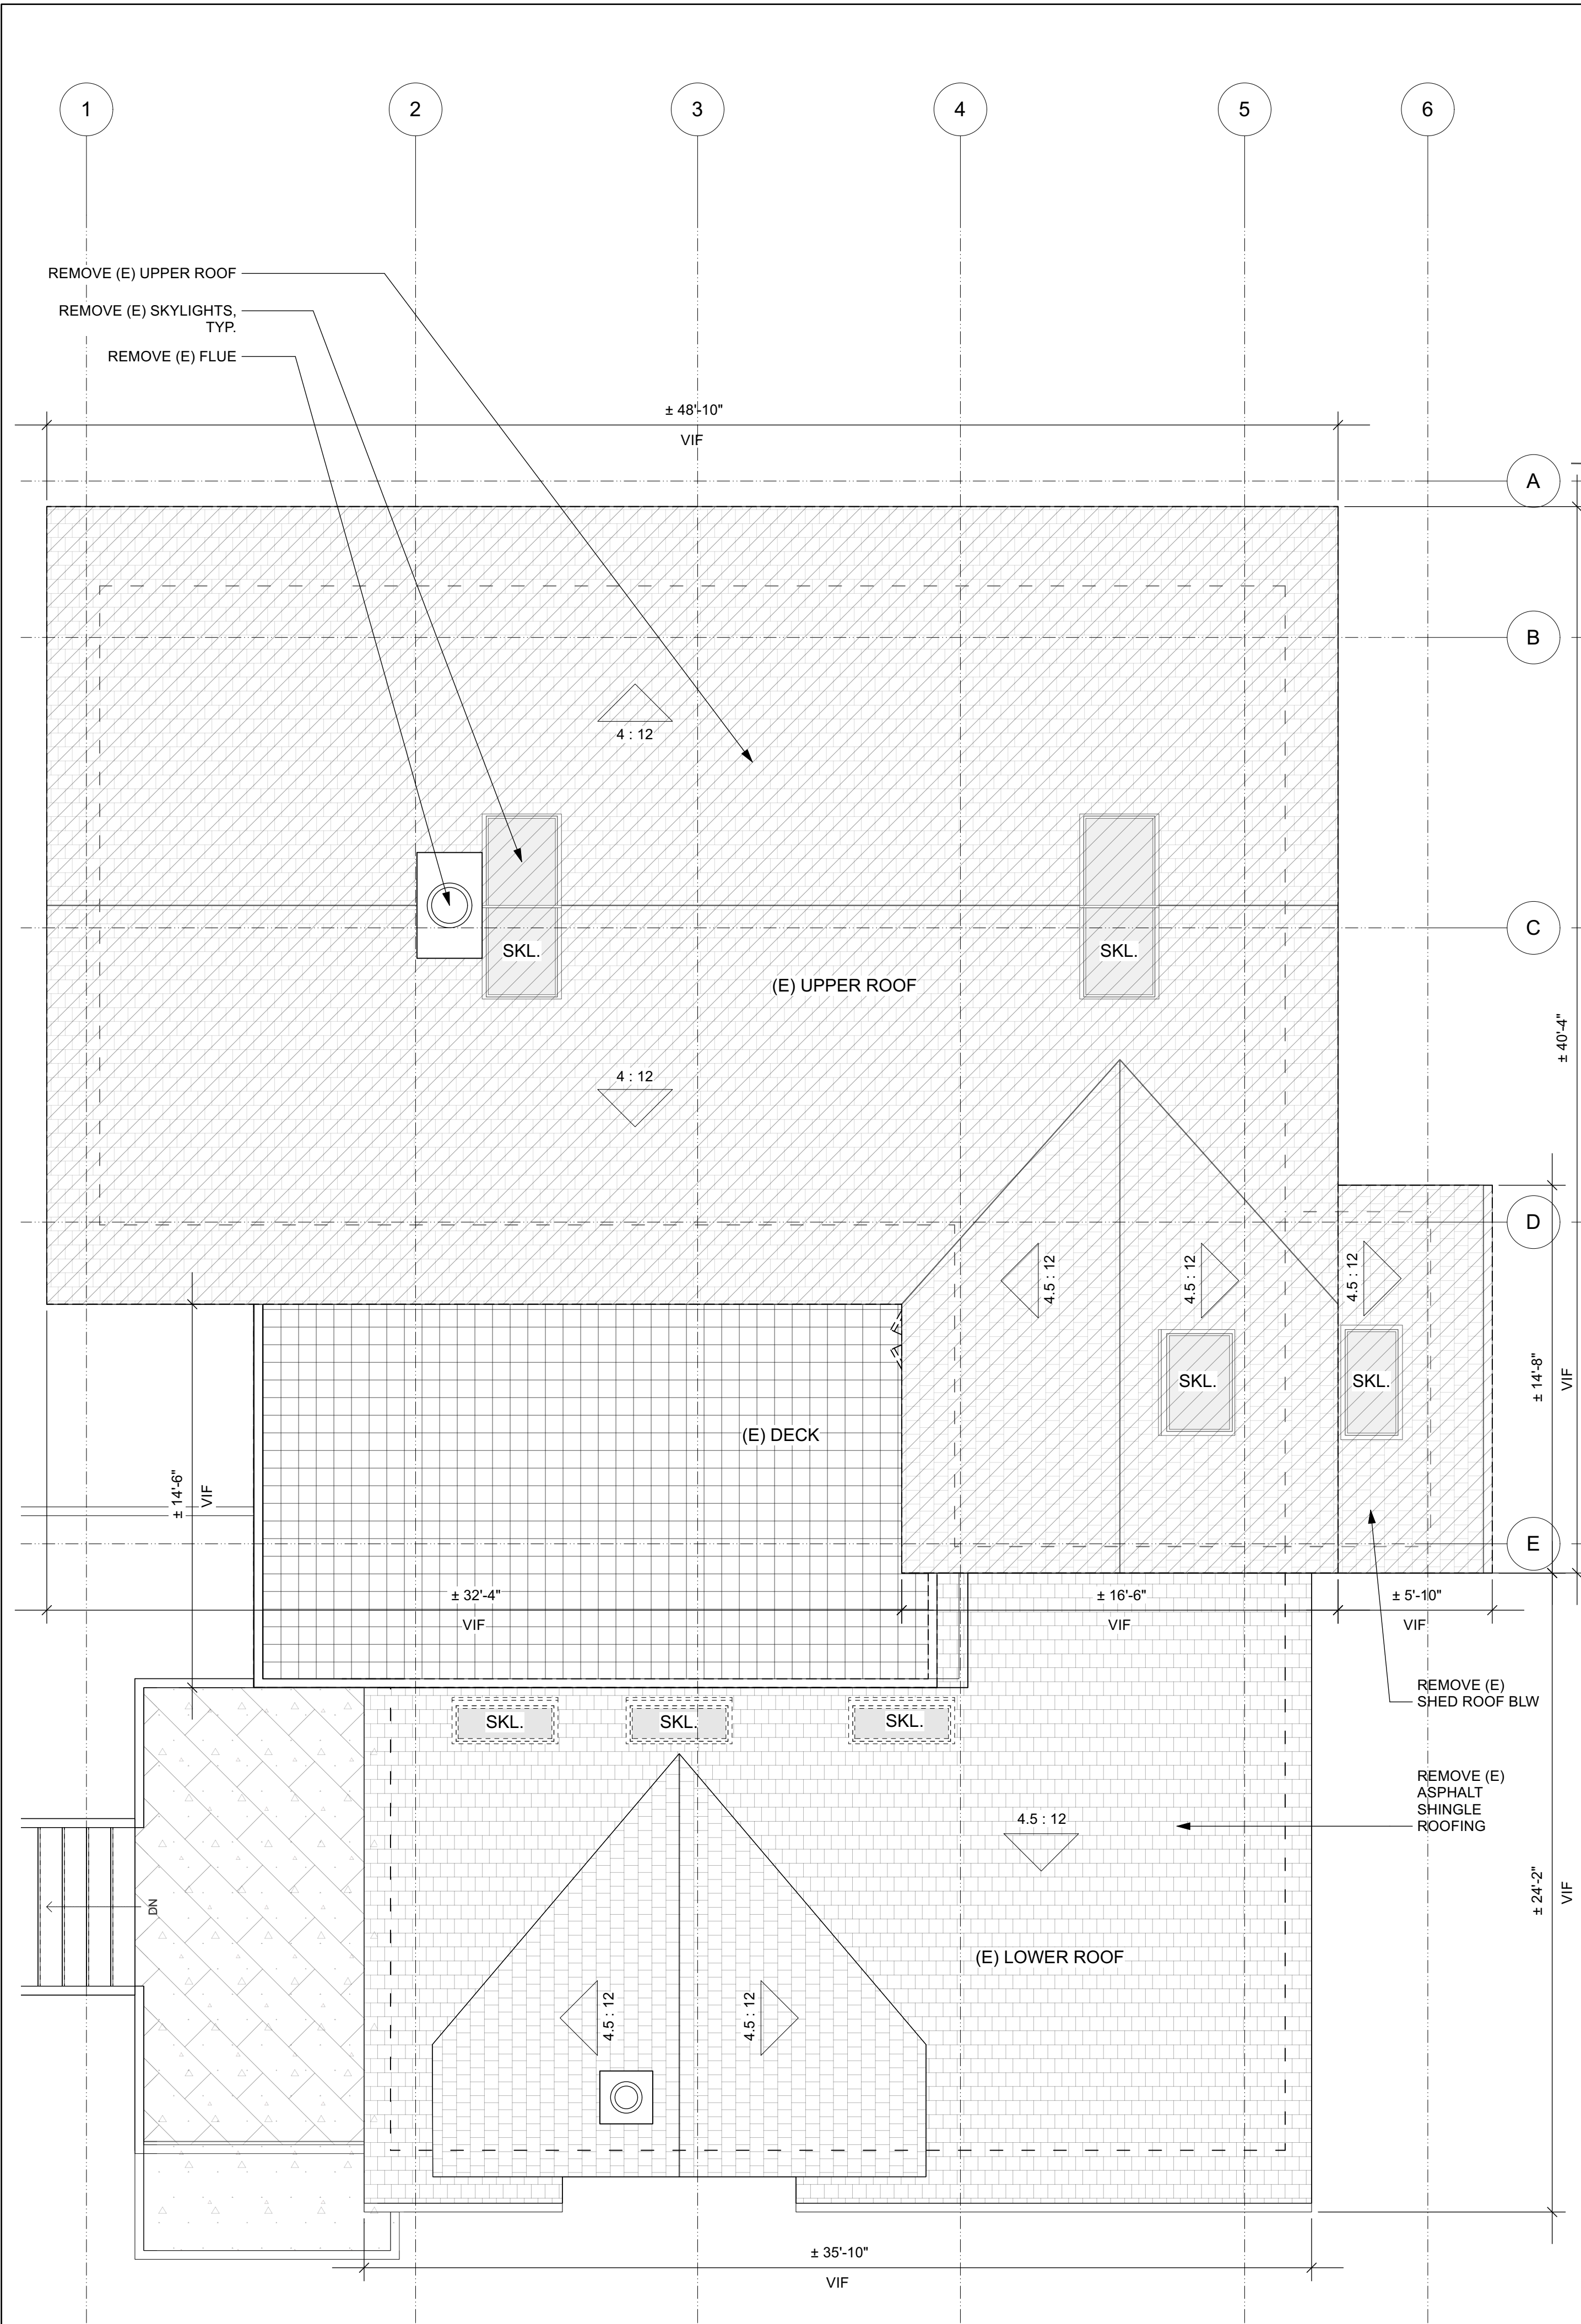 1
2
3
4
5
6
REMOVE (E) UPPER ROOF
REMOVE (E) SKYLIGHTS,
TYP.
REMOVE (E) FLUE
± 48'-10"
VIF
A
B
4 : 12
C
SKL.
SKL.
(E) UPPER ROOF
± 40'-4"
4 : 12
D
4.5 : 12
4.5 : 12
4.5 : 12
SKL.
SKL.
± 14'-8"
VIF
(E) DECK
± 14'-6"
VIF
E
± 32'-4"
VIF
± 16'-6"
VIF
± 5'-10"
VIF
REMOVE (E)
SHED ROOF BLW
SKL.
SKL.
SKL.
REMOVE (E)
ASPHALT
SHINGLE
ROOFING
4.5 : 12
± 24'-2"
VIF
DN
(E) LOWER ROOF
4.5 : 12
4.5 : 12
± 35'-10"
VIF